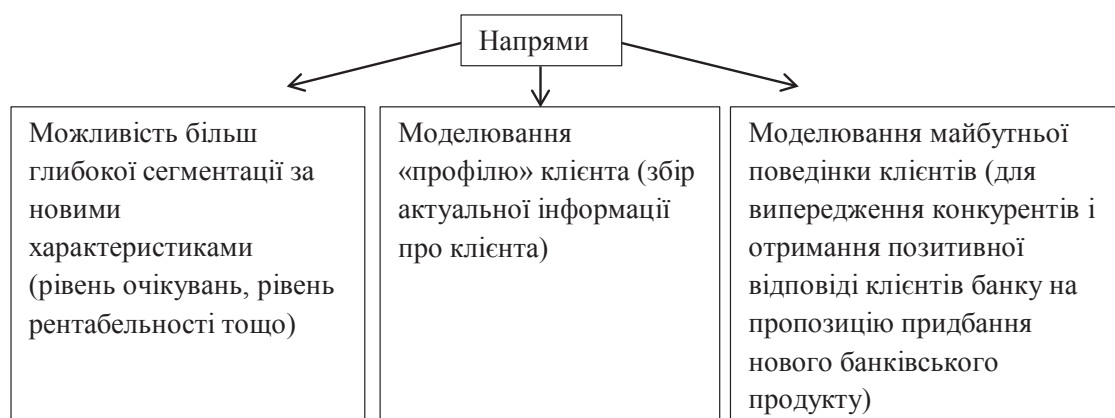 Напрями
Можливість більш
глибокої сегментації за
новими
характеристиками
(рівень очікувань, рівень
рентабельності тощо)
Моделювання
«профілю» клієнта (збір
актуальної інформації
про клієнта)
Моделювання майбутньої
поведінки клієнтів (для
випередження конкурентів і
отримання позитивної
відповіді клієнтів банку на
пропозицію придбання
нового банківського
продукту)